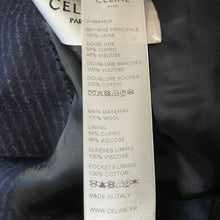 CELINE
PARIS
CELINE
MATIERE PRINCIPALE
100% LAINE
DOUBLURE
54% CUPRO
46% VISCOSE
DOUBLURE MANCHES
100% VISCOSE
DOUBLURE POCHES
100% COTON
MAIN MATERIAL
100% WOOL
LINING
54% CUPRO
46% VISCOSE
SLEEVES LINING
100% VISCOSE
POCKETS LINING
100% COTTON
MADE IN ITALY
WWW.CELINE.COM
FR